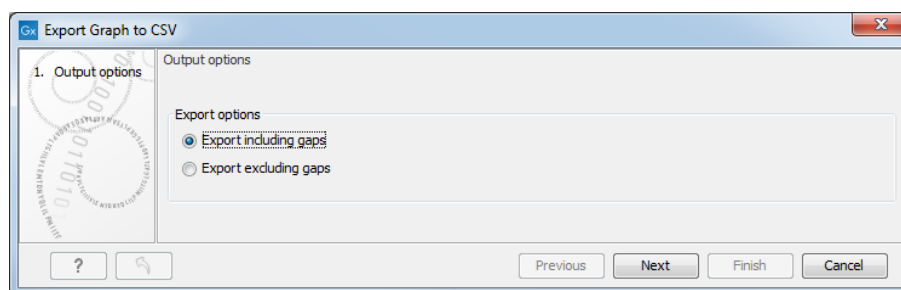 Gx Export Graph to CSV
1. Output options
Output options
Export options
Export including gaps
Export excluding gaps
? Previous Next Finish Cancel